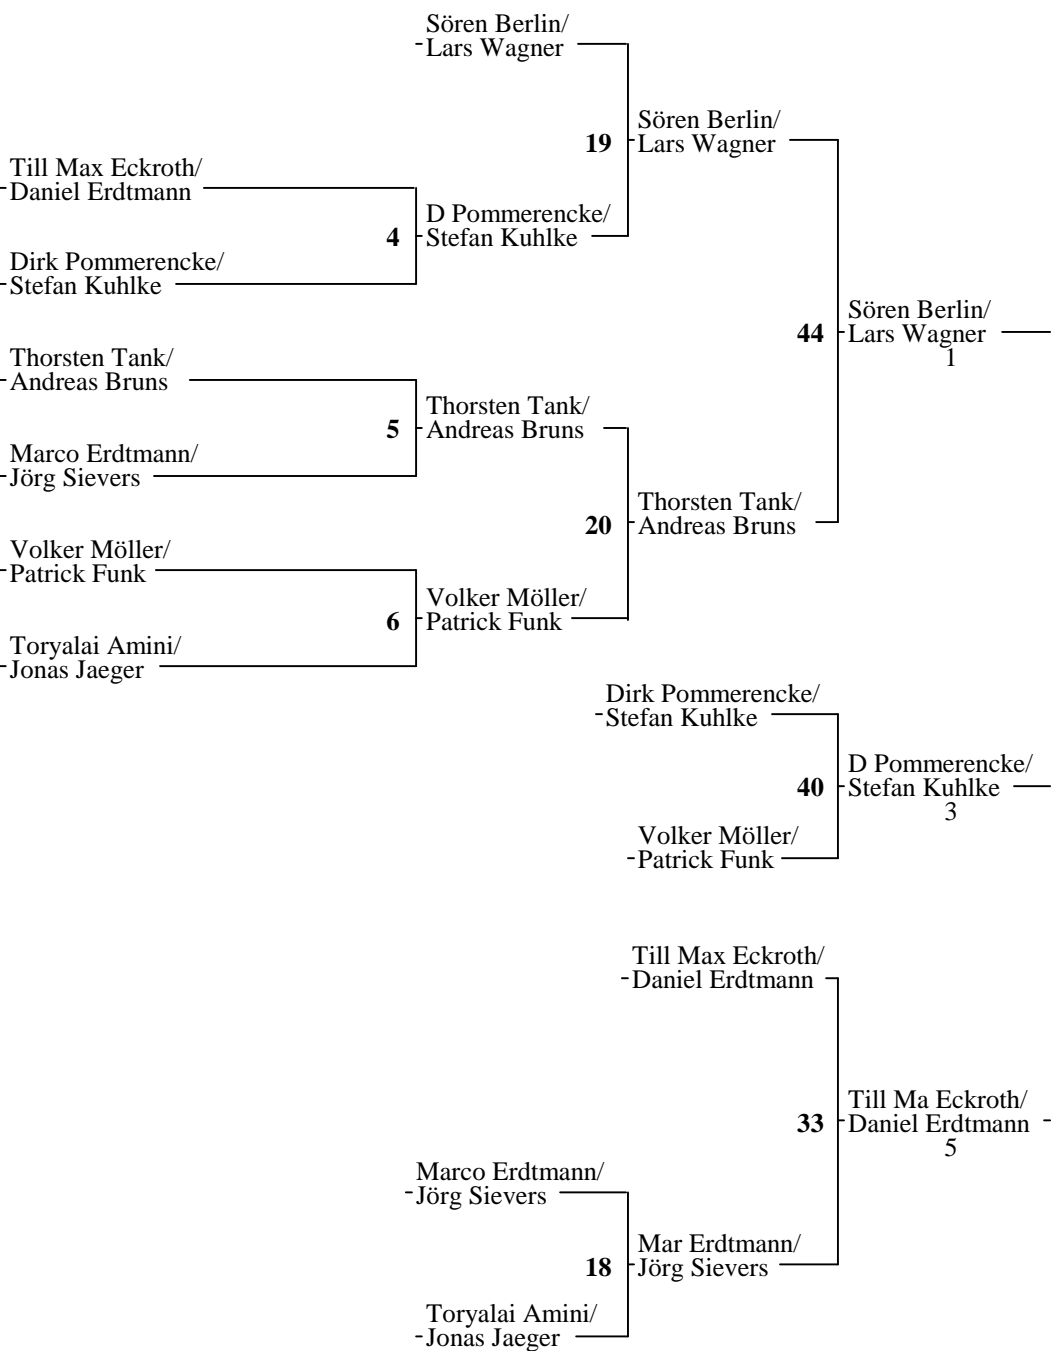 Sören Berlin/
Lars Wagner
19
Sören Berlin/
Lars Wagner
Till Max Eckroth/
Daniel Erdtmann
4
D Pommerencke/
Stefan Kuhlke
Dirk Pommerencke/
Stefan Kuhlke
44
Sören Berlin/
Lars Wagner
1
Thorsten Tank/
Andreas Bruns
5
Thorsten Tank/
Andreas Bruns
Marco Erdtmann/
Jörg Sievers
20
Thorsten Tank/
Andreas Bruns
Volker Möller/
Patrick Funk
6
Volker Möller/
Patrick Funk
Toryalai Amini/
Jonas Jaeger
Dirk Pommerencke/
Stefan Kuhlke
40
D Pommerencke/
Stefan Kuhlke
3
Volker Möller/
Patrick Funk
Till Max Eckroth/
Daniel Erdtmann
33
Till Ma Eckroth/
Daniel Erdtmann
5
Marco Erdtmann/
Jörg Sievers
18
Mar Erdtmann/
Jörg Sievers
Toryalai Amini/
Jonas Jaeger